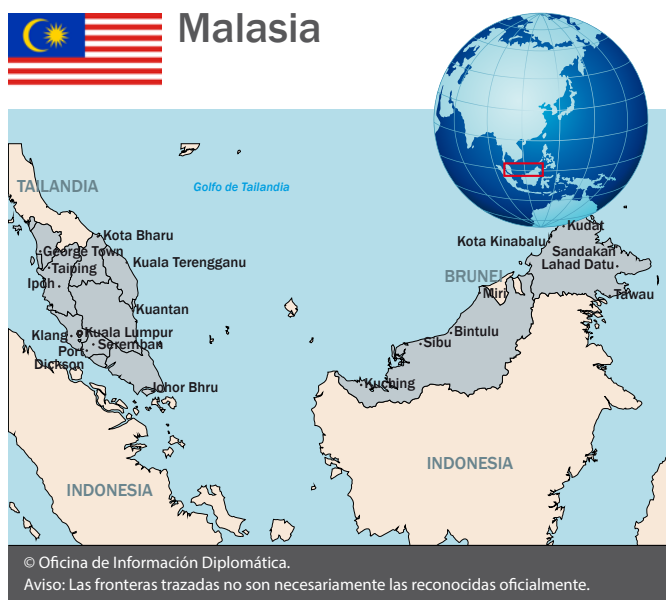 Malasia
TAILANDIA
Golfo de Tailandia
Kota Bharu
George Town
Taiping
Kuala Terengganu
Ipoh
Kuantan
Klang
Kuala Lumpur
Seremban
Port
Dickson
Johor Bhru
Kudat
Kota Kinabalu
Sandakan
Lahad Datu
BRUNEI
Miri
Tawau
Bintulu
Sibu
Kuching
INDONESIA
INDONESIA
© Oficina de Información Diplomática.
Aviso: Las fronteras trazadas no son necesariamente las reconocidas oficialmente.